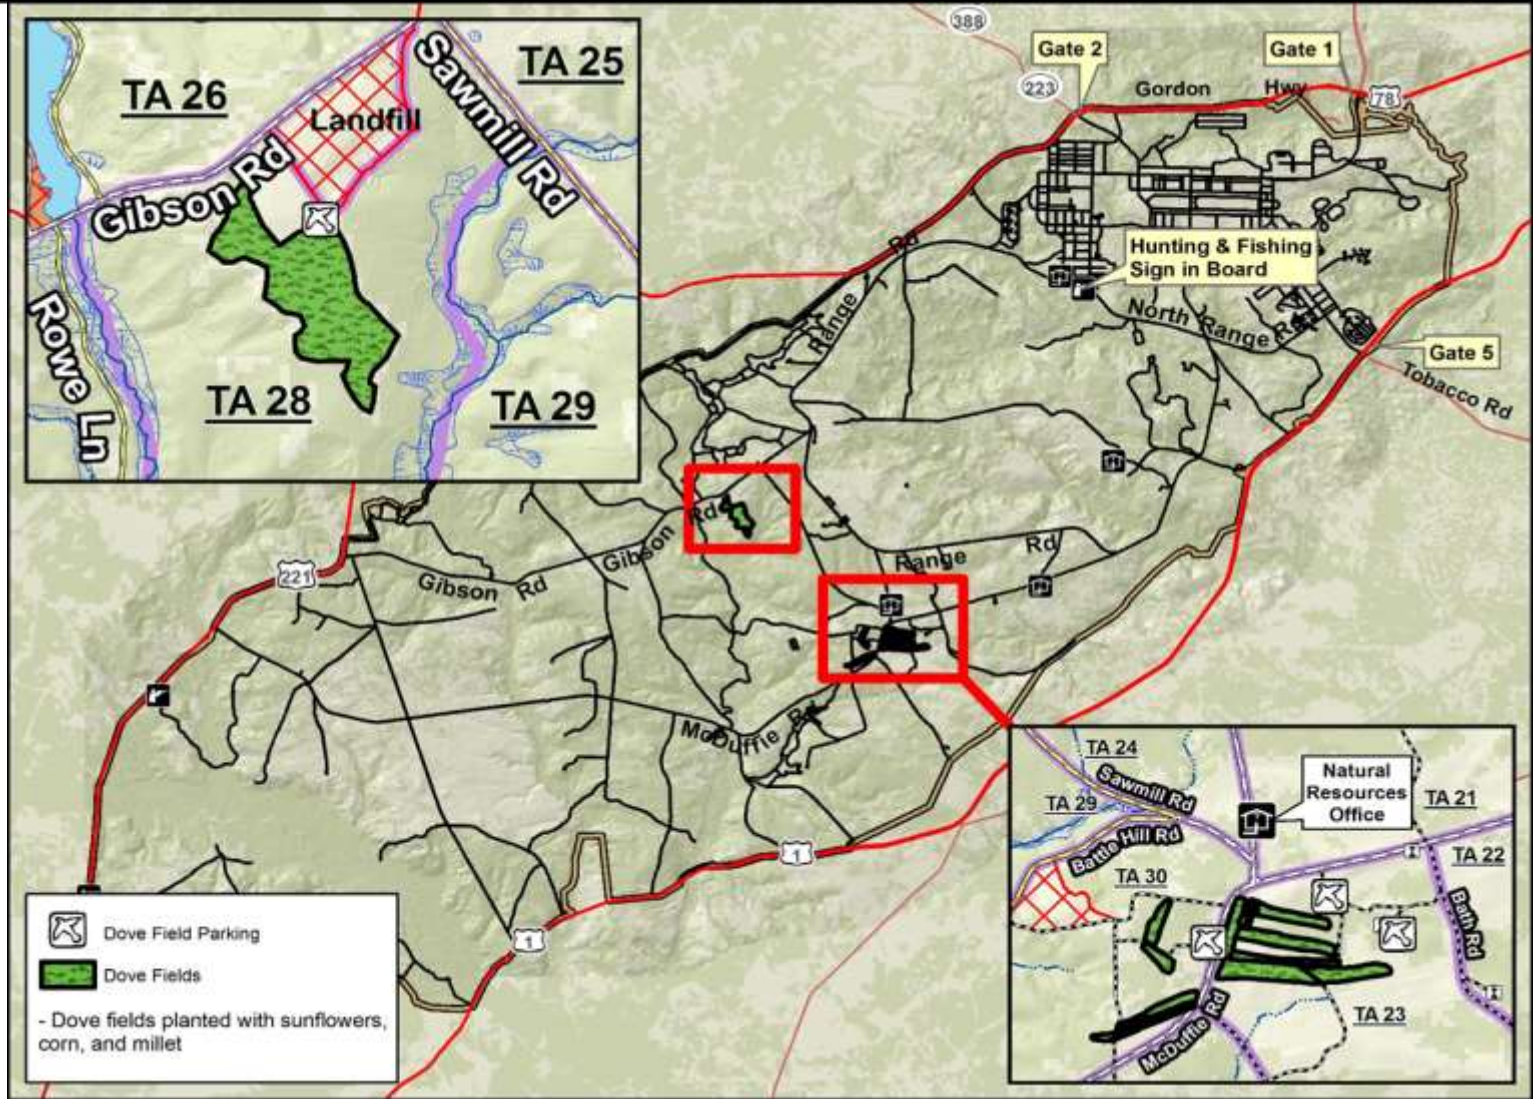 TA 26
TA 25
Landfill
Sawmill Rd
Gibson Rd
Rowe Ln
TA 28
TA 29
388
223
Gate 2
Gate 1
Gordon
Hwy
78
Hunting & Fishing
Sign in Board
Rd
Range
North Range Rd
Gate 5
Tobacco Rd
Rd
Gibson
Gibson Rd
Range
Rd
221
McDuffie Rd
1
1
TA 24
Sawmill Rd
TA 29
Battle Hill Rd
TA 30
Natural
Resources
Office
TA 21
TA 22
Bath Rd
TA 23
McDuffie Rd
Dove Field Parking
Dove Fields
- Dove fields planted with sunflowers,
corn, and millet